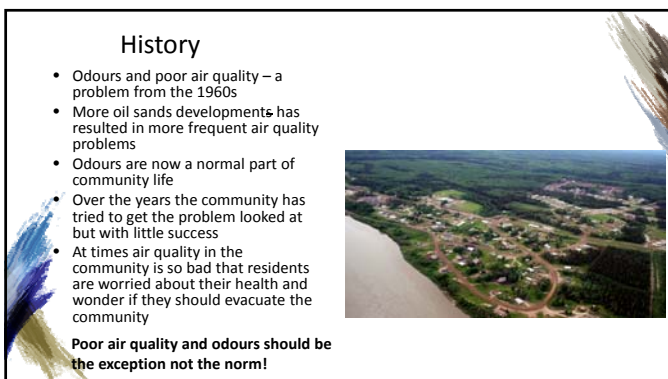 History
• Odours and poor air quality – a
problem from the 1960s
• More oil sands developments has
resulted in more frequent air quality
problems
• Odours are now a normal part of
community life
• Over the years the community has
tried to get the problem looked at
but with little success
• At times air quality in the
community is so bad that residents
are worried about their health and
wonder if they should evacuate the
community
Poor air quality and odours should be
the exception not the norm!